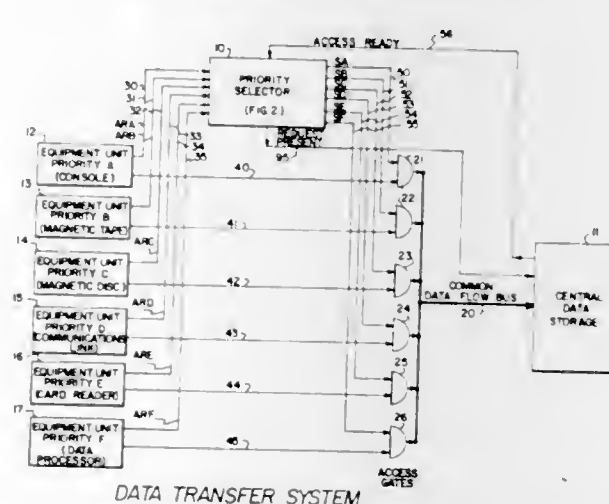 10
ACCESS READY
56
PRIORITY
SELECTOR
(FIG.2)
SA
SB
50
51
52
53
54
55
30
31
32
ARA
ARB
33
34
35
PRESENT
95
12
EQUIPMENT UNIT
PRIORITY A
(CONSOLE)
40
21
13
EQUIPMENT UNIT
PRIORITY B
(MAGNETIC TAPE)
41
22
14
EQUIPMENT UNIT
PRIORITY C
(MAGNETIC DISC)
ARC
42
23
15
EQUIPMENT UNIT
PRIORITY D
(COMMUNICATIONS
LINK)
ARD
43
24
16
EQUIPMENT UNIT
PRIORITY E
(CARD READER)
ARE
44
25
17
EQUIPMENT UNIT
PRIORITY F
(DATA
PROCESSOR)
ARF
45
26
COMMON
DATA FLOW BUS
20
11
CENTRAL
DATA
STORAGE
ACCESS
GATES
DATA TRANSFER SYSTEM